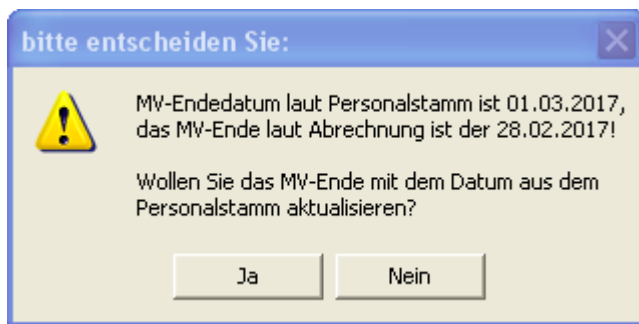 bitte entscheiden Sie:
MV-Endedatum laut Personalstamm ist 01.03.2017,
das MV-Ende laut Abrechnung ist der 28.02.2017!
Wollen Sie das MV-Ende mit dem Datum aus dem
Personalstamm aktualisieren?
Ja Nein